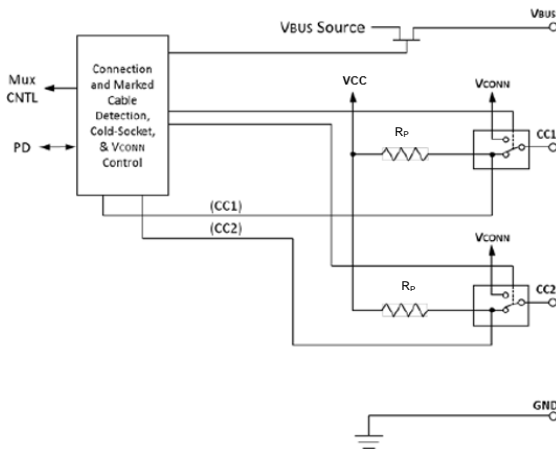 VBUS Source
VBUS
Connection
and Marked
Cable
Detection,
Cold-Socket,
& VCONN
Control
Mux
CNTL
PD
VCC
VCONN
RP
CC1
(CC1)
(CC2)
VCONN
RP
CC2
GND